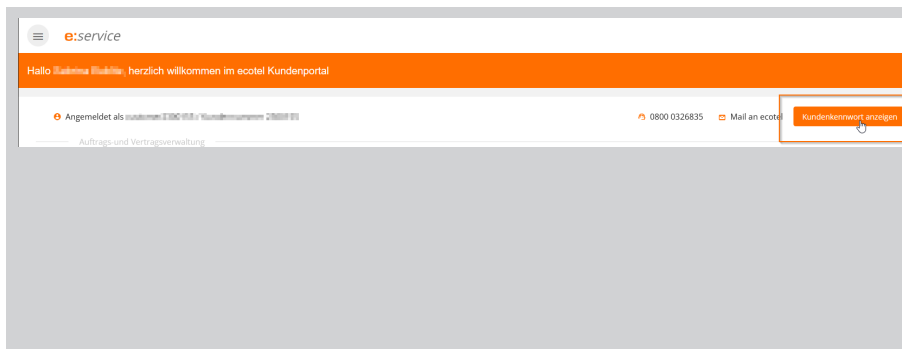 e:service
Hallo, herzlich willkommen im ecotel Kundenportal
Angemeldet als 0800 0326835 Mail an ecotel Kundenkennwort anzeigen
Auftrags-und Vertragsverwaltung